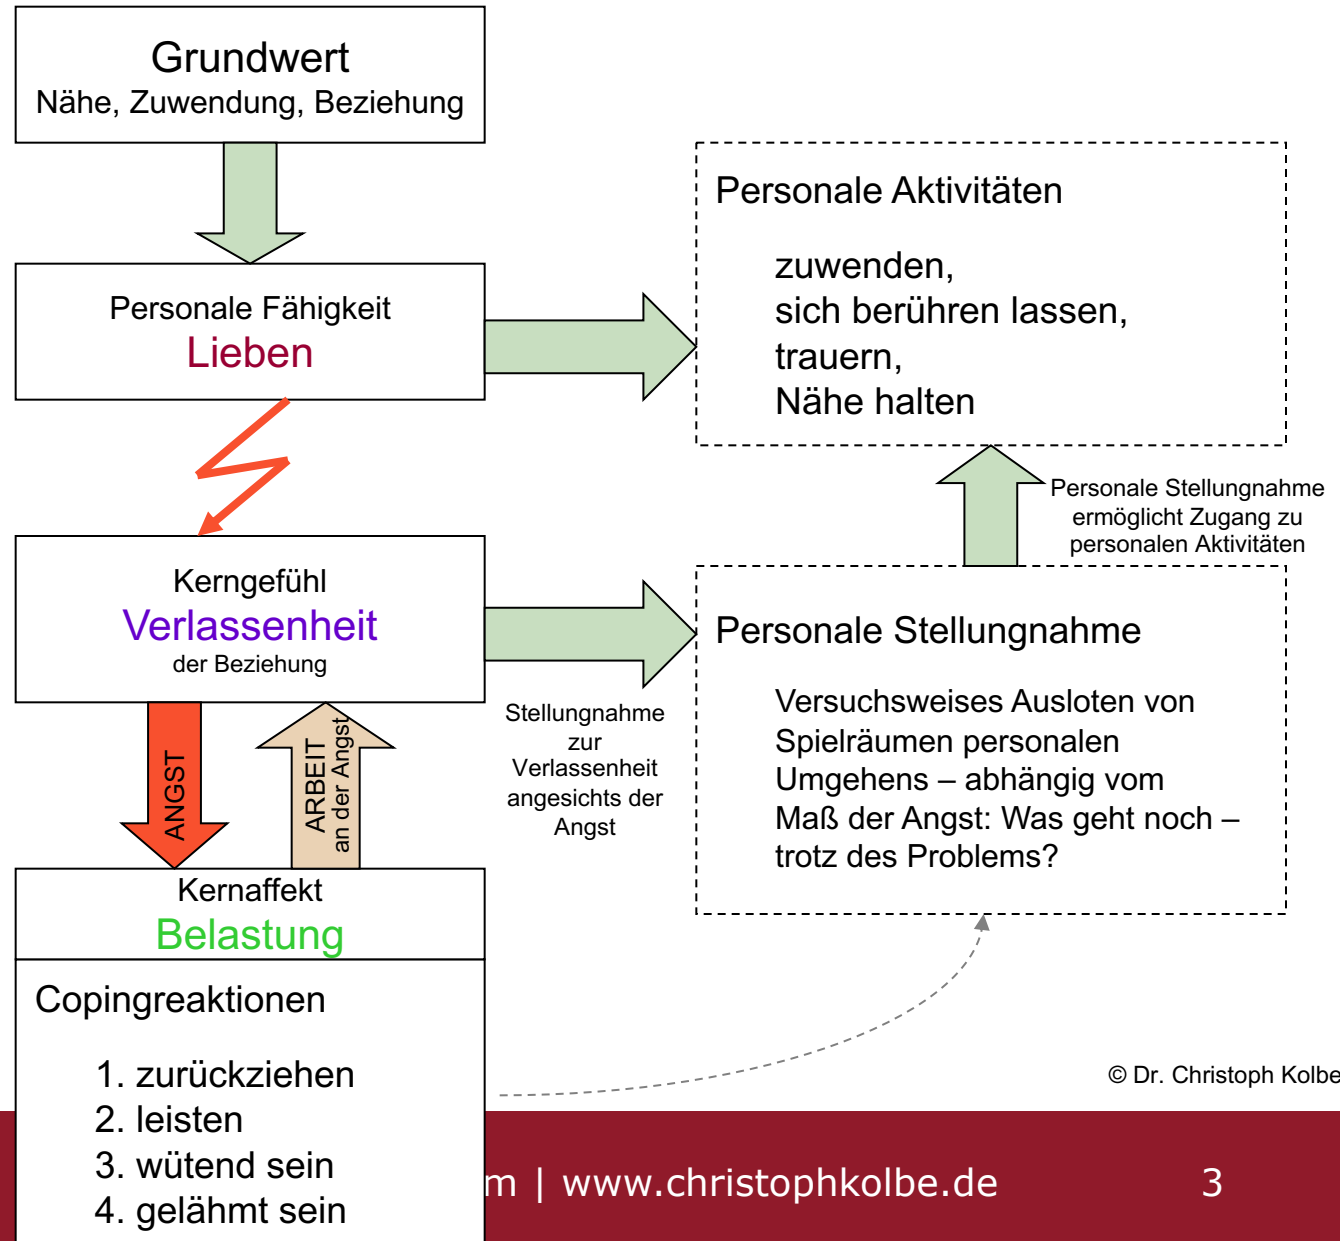 Grundwert
Nähe, Zuwendung, Beziehung
Personale Fähigkeit
Lieben
Personale Aktivitäten
zuwenden,
sich berühren lassen,
trauern,
Nähe halten
Personale Stellungnahme
ermöglicht Zugang zu
personalen Aktivitäten
Kerngefühl
Verlassenheit
der Beziehung
Stellungnahme
zur
Verlassenheit
angesichts der
Angst
Personale Stellungnahme
Versuchsweises Ausloten von
Spielräumen personalen
Umgehens – abhängig vom
Maß der Angst: Was geht noch –
trotz des Problems?
ANGST
ARBEIT
an der Angst
Kernaffekt
Belastung
Copingreaktionen
1. zurückziehen
2. leisten
3. wütend sein
4. gelähmt sein
© Dr. Christoph Kolbe
m | www.christophkolbe.de
3